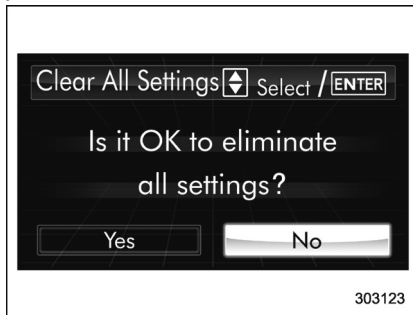 Clear All Settings Select / ENTER
Is it OK to eliminate
all settings?
Yes No
303123